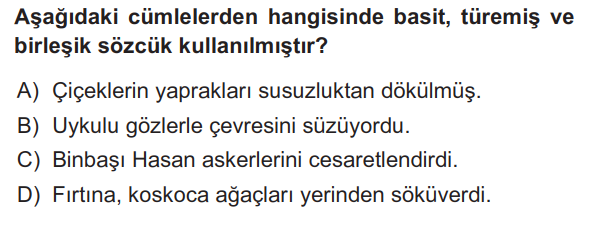 Aşağıdaki cümlelerden hangisinde basit, türemiş ve
birleşik sözcük kullanılmıştır?
A) Çiçeklerin yaprakları susuzluktan dökülmüş.
B) Uykulu gözlerle çevresini süzüyordu.
C) Binbaşı Hasan askerlerini cesaretlendirdi.
D) Fırtına, koskoca ağaçları yerinden söküverdi.